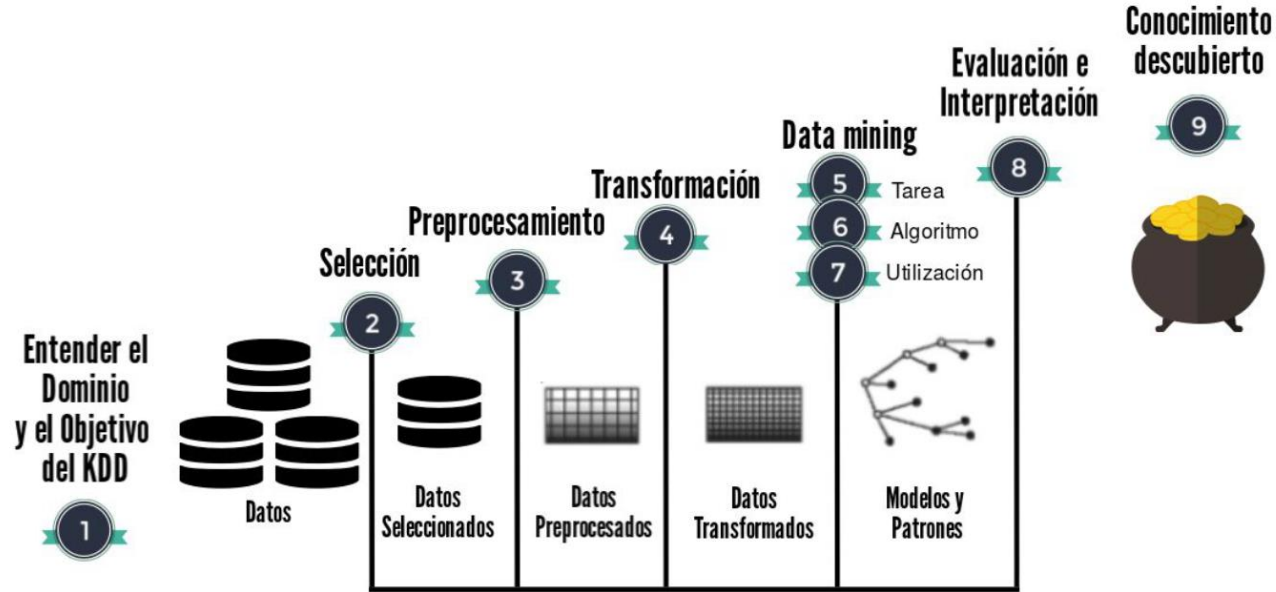 Entender el
Dominio
y el Objetivo
del KDD
1
Datos
Selección
2
Datos
Seleccionados
Preprocesamiento
3
Datos
Preprocesados
Transformación
4
Datos
Transformados
Data mining
5 Tarea
6 Algoritmo
7 Utilización
Modelos y
Patrones
Evaluación e
Interpretación
8
Conocimiento
descubierto
9